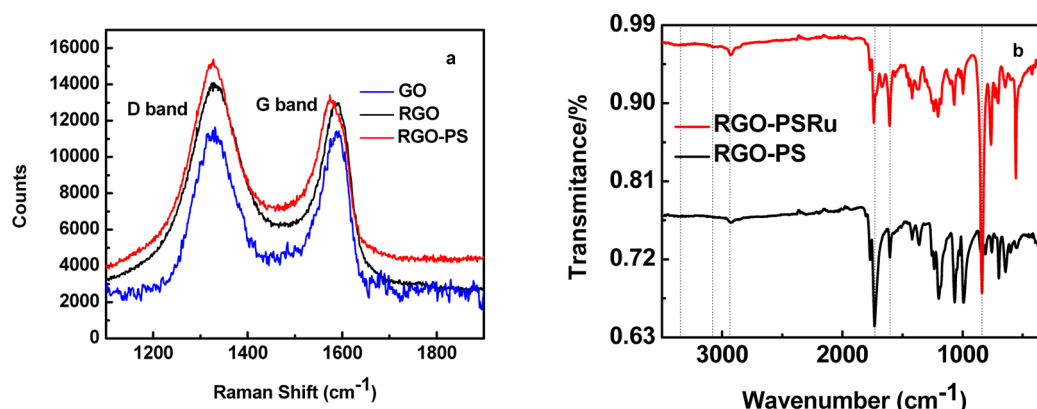 16000
14000
12000
10000
8000
6000
4000
2000
0
Counts
a
D band
G band
GO
RGO
RGO-PS
1200
1400
1600
1800
Raman Shift (cm-1)
0.99
0.90
0.81
0.72
0.63
Transmitance/%
b
RGO-PSRu
RGO-PS
3000
2000
1000
Wavenumber (cm-1)